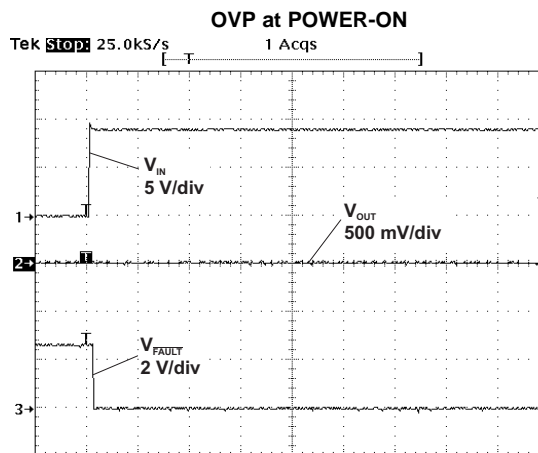 OVP at POWER-ON
Tek Stop: 25.0kS/s 1 Acqs
[ T ]
V_IN
5 V/div
T
1→
V_OUT
500 mV/div
T
2→
T
V_FAULT
2 V/div
3→